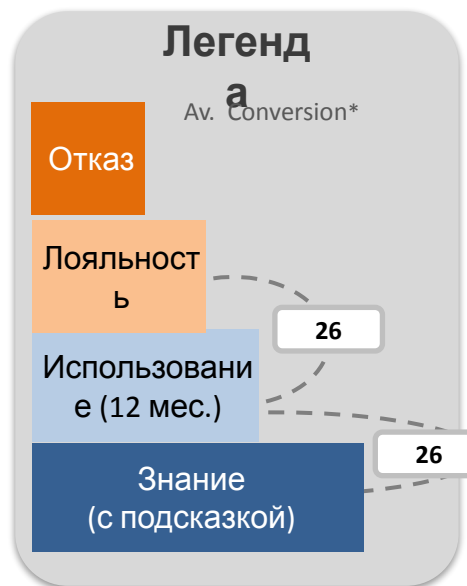 Легенд
а
Av. Conversion*
Отказ
Лояльност
ь
26
Использовани
е (12 мес.)
26
Знание
(с подсказкой)